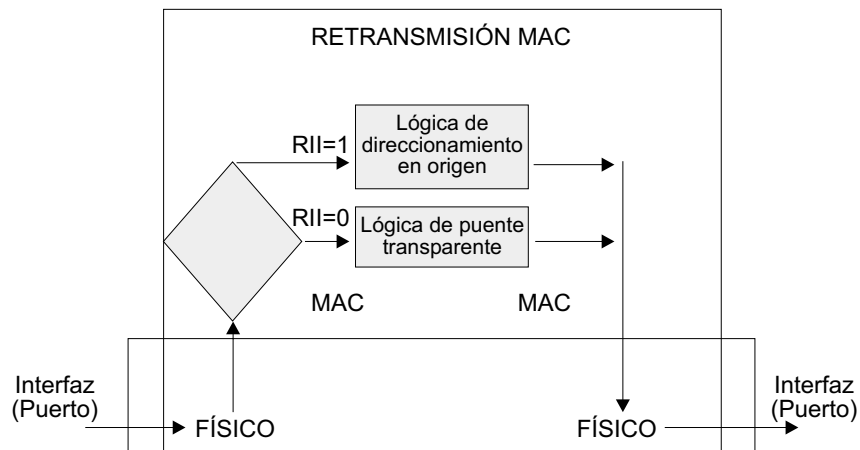 RETRANSMISIÓN MAC
RII=1
Lógica de
direccionamiento
en origen
RII=0
Lógica de puente
transparente
MAC
MAC
Interfaz
(Puerto)
FÍSICO
FÍSICO
Interfaz
(Puerto)